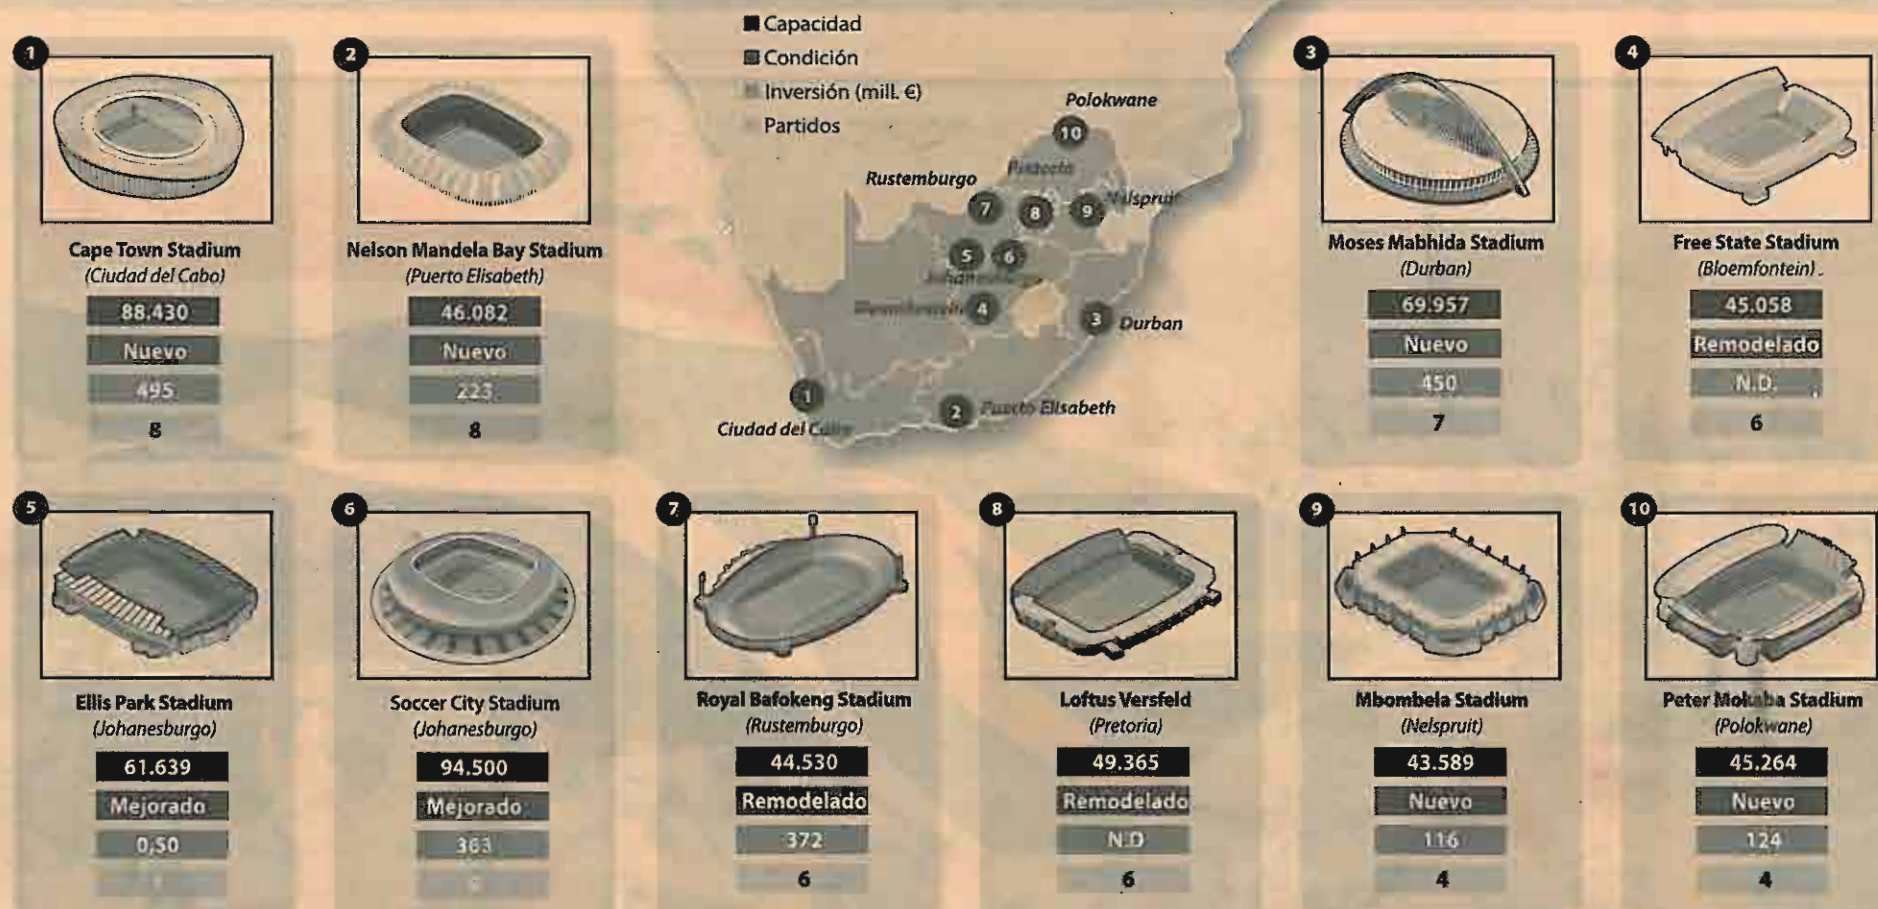 Capacidad
Condición
Inversión (mill. €)
Partidos
1
Cape Town Stadium
(Ciudad del Cabo)
88.430
Nuevo
495
8
2
Nelson Mandela Bay Stadium
(Puerto Elisabeth)
46.082
Nuevo
223
8
Polokwane
10
Pretoria
Rustemburgo
7
8
9
Nelspruit
5
6
4
3
Durban
1
2
Puerto Elisabeth
Ciudad del Cabo
3
Moses Mabhida Stadium
(Durban)
69.957
Nuevo
450
7
4
Free State Stadium
(Bloemfontein)
45.058
Remodelado
N.D.
6
5
Ellis Park Stadium
(Johanesburgo)
61.639
Mejorado
0,50
6
Soccer City Stadium
(Johanesburgo)
94.500
Mejorado
363
7
Royal Bafokeng Stadium
(Rustemburgo)
44.530
Remodelado
372
6
8
Loftus Versfeld
(Pretoria)
49.365
Remodelado
N.D
6
9
Mbombela Stadium
(Nelspruit)
43.589
Nuevo
116
4
10
Peter Mokaba Stadium
(Polokwane)
45.264
Nuevo
124
4